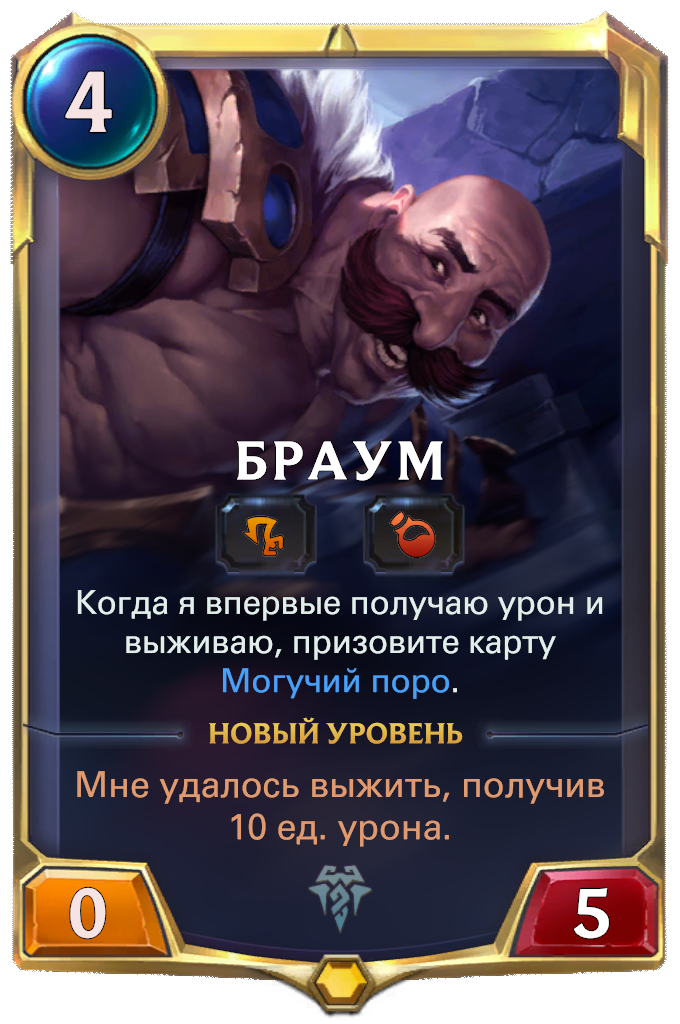 4
БРАУМ
Когда я впервые получаю урон и
выживаю, призовите карту
Могучий поро.
НОВЫЙ УРОВЕНЬ
Мне удалось выжить, получив
10 ед. урона.
0
5